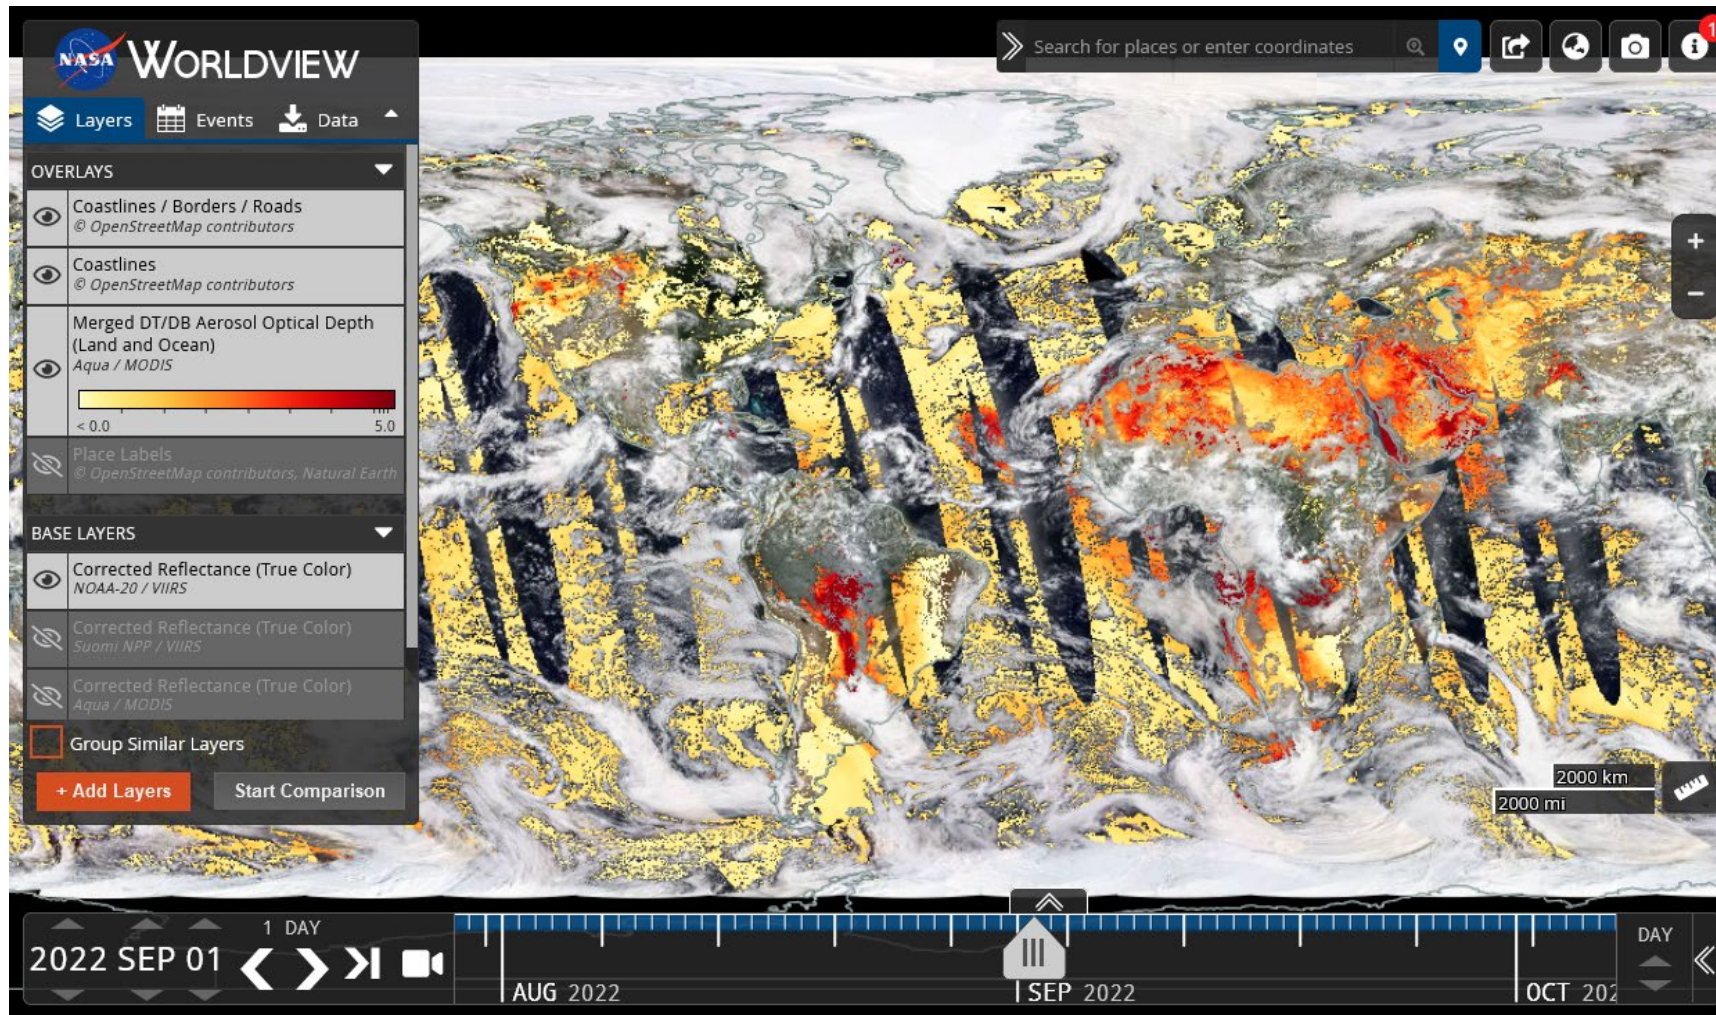 NASA WORLDVIEW
Search for places or enter coordinates
1
Layers Events Data
OVERLAYS
Coastlines / Borders / Roads
© OpenStreetMap contributors
Coastlines
© OpenStreetMap contributors
Merged DT/DB Aerosol Optical Depth
(Land and Ocean)
Aqua / MODIS
< 0.0 5.0
Place Labels
© OpenStreetMap contributors, Natural Earth
BASE LAYERS
Corrected Reflectance (True Color)
NOAA-20 / VIIRS
Corrected Reflectance (True Color)
Suomi NPP / VIIRS
Corrected Reflectance (True Color)
Aqua / MODIS
Group Similar Layers
+ Add Layers Start Comparison
2000 km
2000 mi
1 DAY
2022 SEP 01
AUG 2022
SEP 2022
OCT 202
DAY